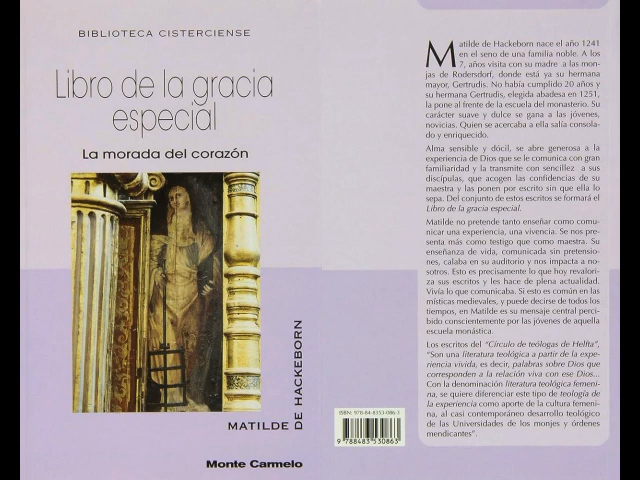 BIBLIOTECA CISTERCIENSE
Libro de la gracia
especial
La morada del corazón
MATILDE
DE HACKEBORN
Monte Carmelo
Matilde de Hackeborn nace el año 1241
en el seno de una familia noble. A los
7, años visita con su madre a las mon-
jas de Rodersdorf, donde está ya su hermana
mayor, Gertrudis. No había cumplido 20 años y
su hermana Gertrudis, elegida abadesa en 1251,
la pone al frente de la escuela del monasterio. Su
carácter suave y dulce se gana a las jóvenes,
novicias. Quien se acercaba a ella salía consola-
do y enriquecido.
Alma sensible y dócil, se abre generosa a la
experiencia de Dios que se le comunica con gran
familiaridad y la transmite con sencillez a sus
discípulas, que acogen las confidencias de su
maestra y las ponen por escrito sin que ella lo
sepa. Del conjunto de estos escritos se formará el
Libro de la gracia especial.
Matilde no pretende tanto enseñar como comu-
nicar una experiencia, una vivencia. Se nos pre-
senta más como testigo que como maestra. Su
enseñanza de vida, comunicada sin pretensio-
nes, calaba en su auditorio y nos impacta a no-
sotros. Esto es precisamente lo que hoy revalori-
za sus escritos y les hace de plena actualidad.
Vivía lo que comunicaba. Si esto es común en las
místicas medievales, y puede decirse de todos los
tiempos, en Matilde es su mensaje central perci-
bido conscientemente por las jóvenes de aquella
escuela monástica.
Los escritos del "Círculo de teólogas de Helfta",
"Son una literatura teológica a partir de la expe-
riencia vivida, es decir, palabras sobre Dios que
corresponden a la relación viva con ese Dios...
Con la denominación literatura teológica femeni-
na, se quiere diferenciar este tipo de teología de
la experiencia como aporte de la cultura femeni-
na, al casi contemporáneo desarrollo teológico
de las Universidades de los monjes y órdenes
mendicantes".
ISBN: 978-84-8353-086-3
9 788483 530863